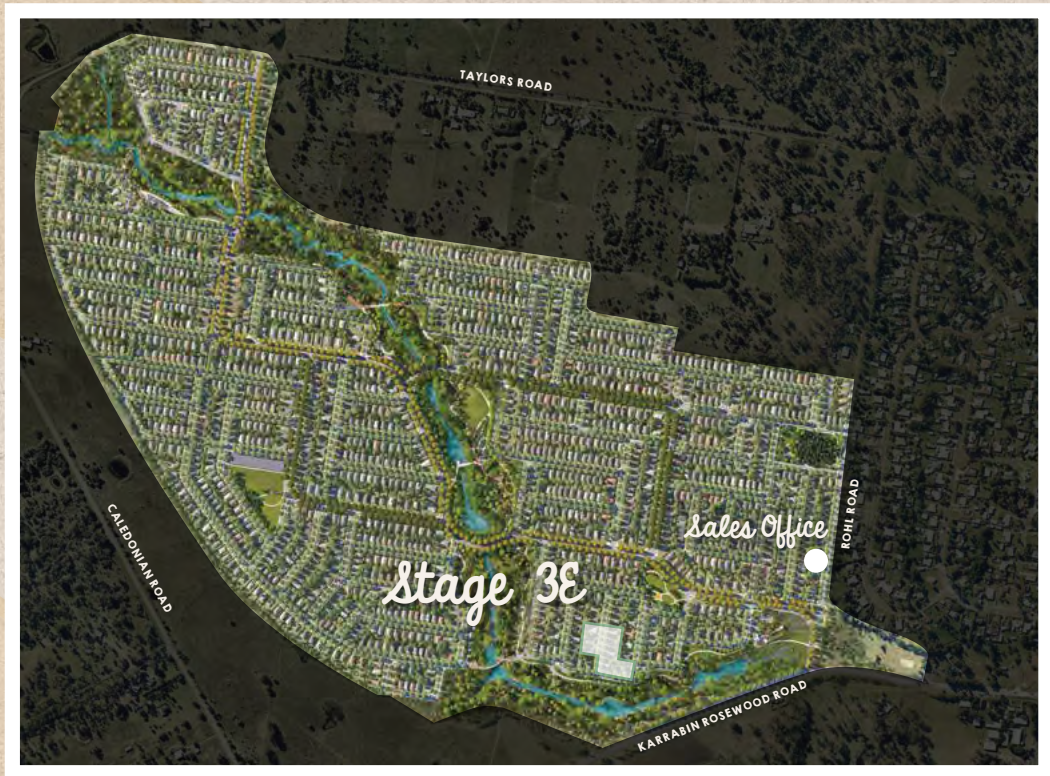 TAYLORS ROAD
CALEDONIAN ROAD
ROHL ROAD
Sales Office
Stage 3E
KARRABIN ROSEWOOD ROAD